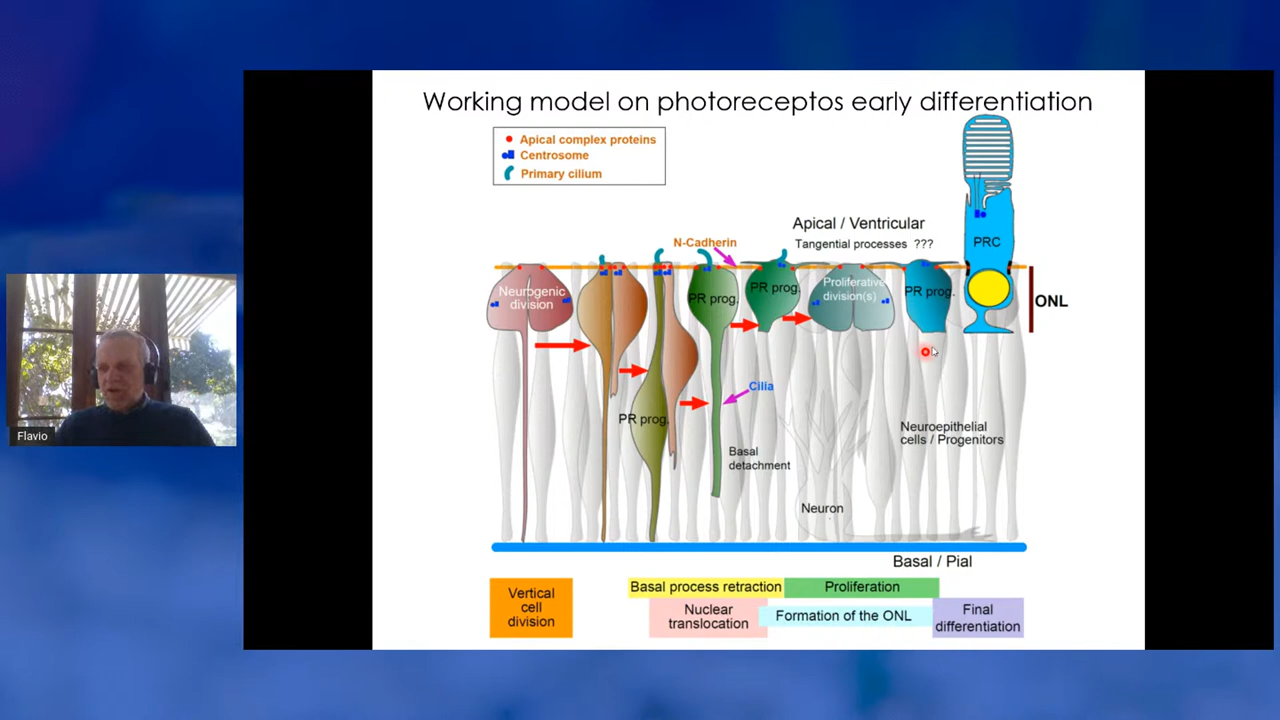 Working model on photoreceptos early differentiation
Apical complex proteins
Centrosome
Primary cilium
Apical / Ventricular
N-Cadherin
Tangential processes ???
PRC
Neurogenic
division
PR prog.
PR prog.
Proliferative
division(s)
PR prog.
ONL
Cilia
PR prog.
Neuroepithelial
cells / Progenitors
Basal
detachment
Neuron
Basal / Pial
Vertical
cell
division
Basal process retraction
Proliferation
Nuclear
translocation
Formation of the ONL
Final
differentiation
Flavio